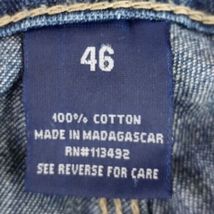 46
100% COTTON
MADE IN MADAGASCAR
RN#113492
SEE REVERSE FOR CARE